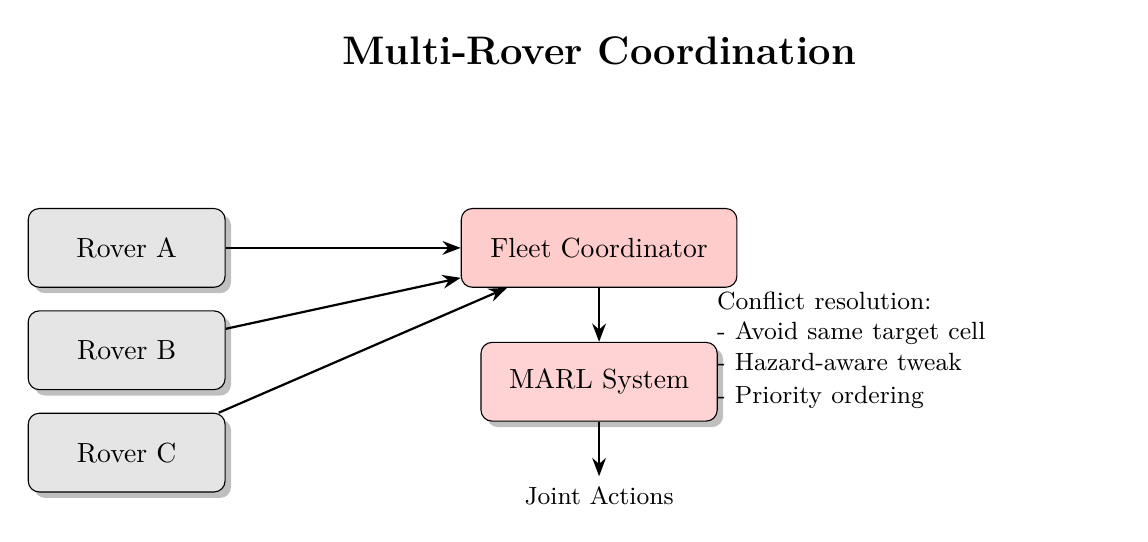 Multi-Rover Coordination
Rover A
Fleet Coordinator
Rover B
Rover C
MARL System
Conflict resolution:
- Avoid same target cell
- Hazard-aware tweak
- Priority ordering
Joint Actions